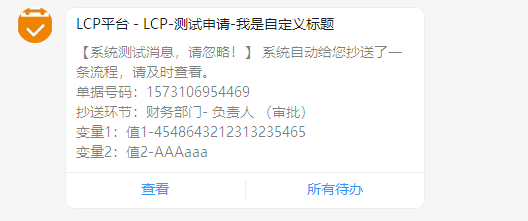 LCP平台 - LCP-测试申请-我是自定义标题
【系统测试消息，请忽略！】 系统自动给您抄送了一
条流程，请及时查看。
单据号码：1573106954469
抄送环节：财务部门- 负责人 （审批）
变量1：值1-4548643212313235465
变量2：值2-AAAaaa
查看 所有待办